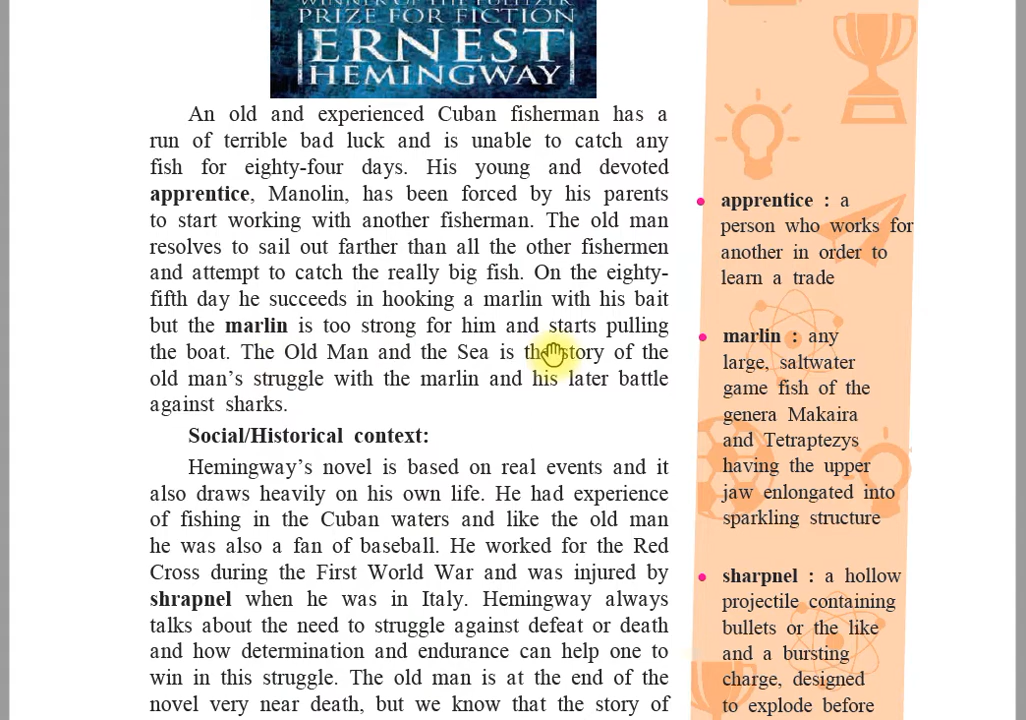 WINNER OF THE PULITZER
PRIZE FOR FICTION
ERNEST
HEMINGWAY
An old and experienced Cuban fisherman has a
run of terrible bad luck and is unable to catch any
fish for eighty-four days. His young and devoted
apprentice, Manolin, has been forced by his parents
to start working with another fisherman. The old man
resolves to sail out farther than all the other fishermen
and attempt to catch the really big fish. On the eighty-
fifth day he succeeds in hooking a marlin with his bait
but the marlin is too strong for him and starts pulling
the boat. The Old Man and the Sea is the story of the
old man's struggle with the marlin and his later battle
against sharks.
Social/Historical context:
Hemingway's novel is based on real events and it
also draws heavily on his own life. He had experience
of fishing in the Cuban waters and like the old man
he was also a fan of baseball. He worked for the Red
Cross during the First World War and was injured by
shrapnel when he was in Italy. Hemingway always
talks about the need to struggle against defeat or death
and how determination and endurance can help one to
win in this struggle. The old man is at the end of the
novel very near death, but we know that the story of
apprentice : a
person who works for
another in order to
learn a trade
marlin : any
large, saltwater
game fish of the
genera Makaira
and Tetraptezys
having the upper
jaw enlongated into
sparkling structure
sharpnel : a hollow
projectile containing
bullets or the like
and a bursting
charge, designed
to explode before